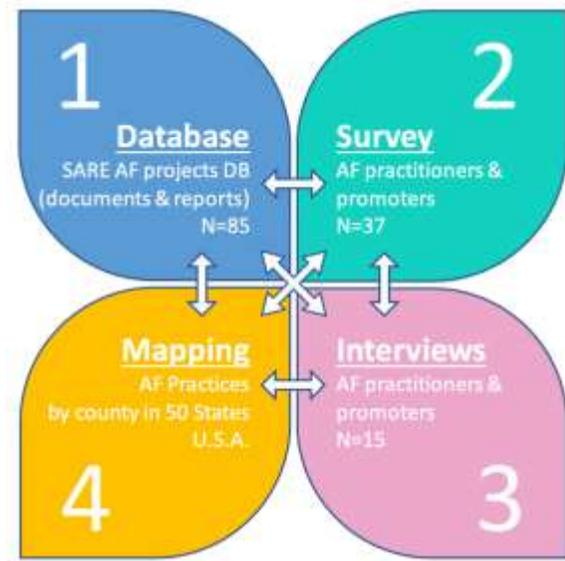 1
Database
SARE AF projects DB
(documents & reports)
N=85
2
Survey
AF practitioners &
promoters
N=37
Mapping
AF Practices
by county in 50 States
U.S.A.
4
Interviews
AF practitioners &
promoters
N=15
3